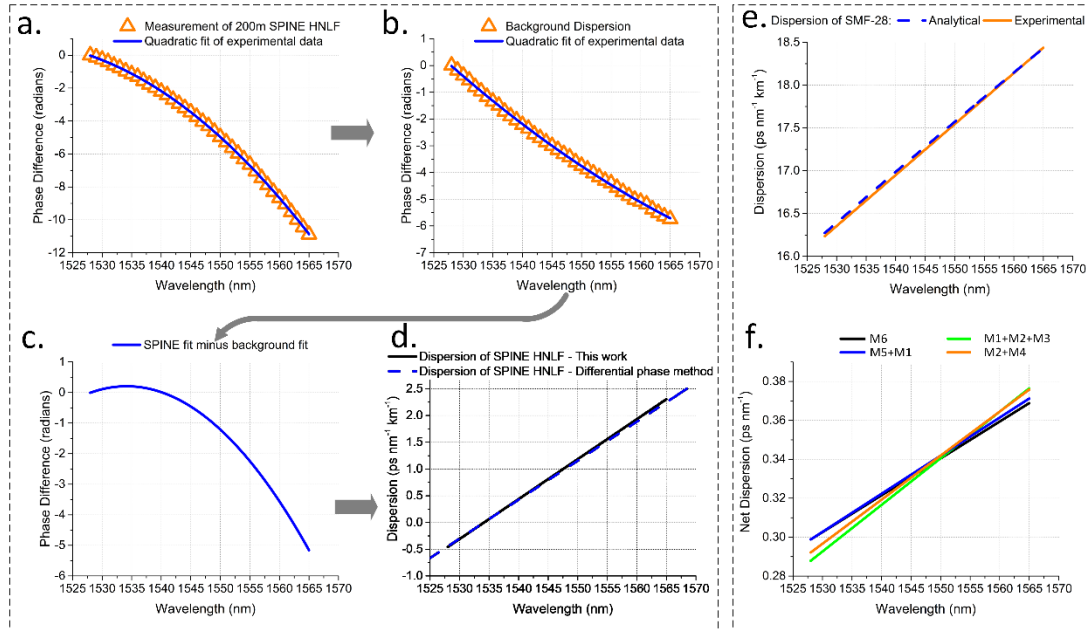 a.
Measurement of 200m SPINE HNLF
Quadratic fit of experimental data
0
-2
-4
-6
-8
-10
-12
Phase Difference (radians)
1525 1530 1535 1540 1545 1550 1555 1560 1565 1570
Wavelength (nm)
b.
Background Dispersion
Quadratic fit of experimental data
1
0
-1
-2
-3
-4
-5
-6
-7
Phase Difference (radians)
1525 1530 1535 1540 1545 1550 1555 1560 1565 1570
Wavelength (nm)
c.
SPINE fit minus background fit
1
0
-1
-2
-3
-4
-5
-6
Phase Difference (radians)
1525 1530 1535 1540 1545 1550 1555 1560 1565 1570
Wavelength (nm)
d.
Dispersion of SPINE HNLF - This work
Dispersion of SPINE HNLF - Differential phase method
2.5
2.0
1.5
1.0
0.5
0.0
-0.5
-1.0
Dispersion (ps nm⁻¹ km⁻¹)
1525 1530 1535 1540 1545 1550 1555 1560 1565 1570
Wavelength (nm)
e.
Dispersion of SMF-28: Analytical Experimental
18.5
18.0
17.5
17.0
16.5
16.0
Dispersion (ps nm⁻¹ km⁻¹)
1525 1530 1535 1540 1545 1550 1555 1560 1565 1570
Wavelength (nm)
f.
M6 M1+M2+M3
M5+M1 M2+M4
0.38
0.36
0.34
0.32
0.30
0.28
Net Dispersion (ps nm⁻¹)
1525 1530 1535 1540 1545 1550 1555 1560 1565 1570
Wavelength (nm)